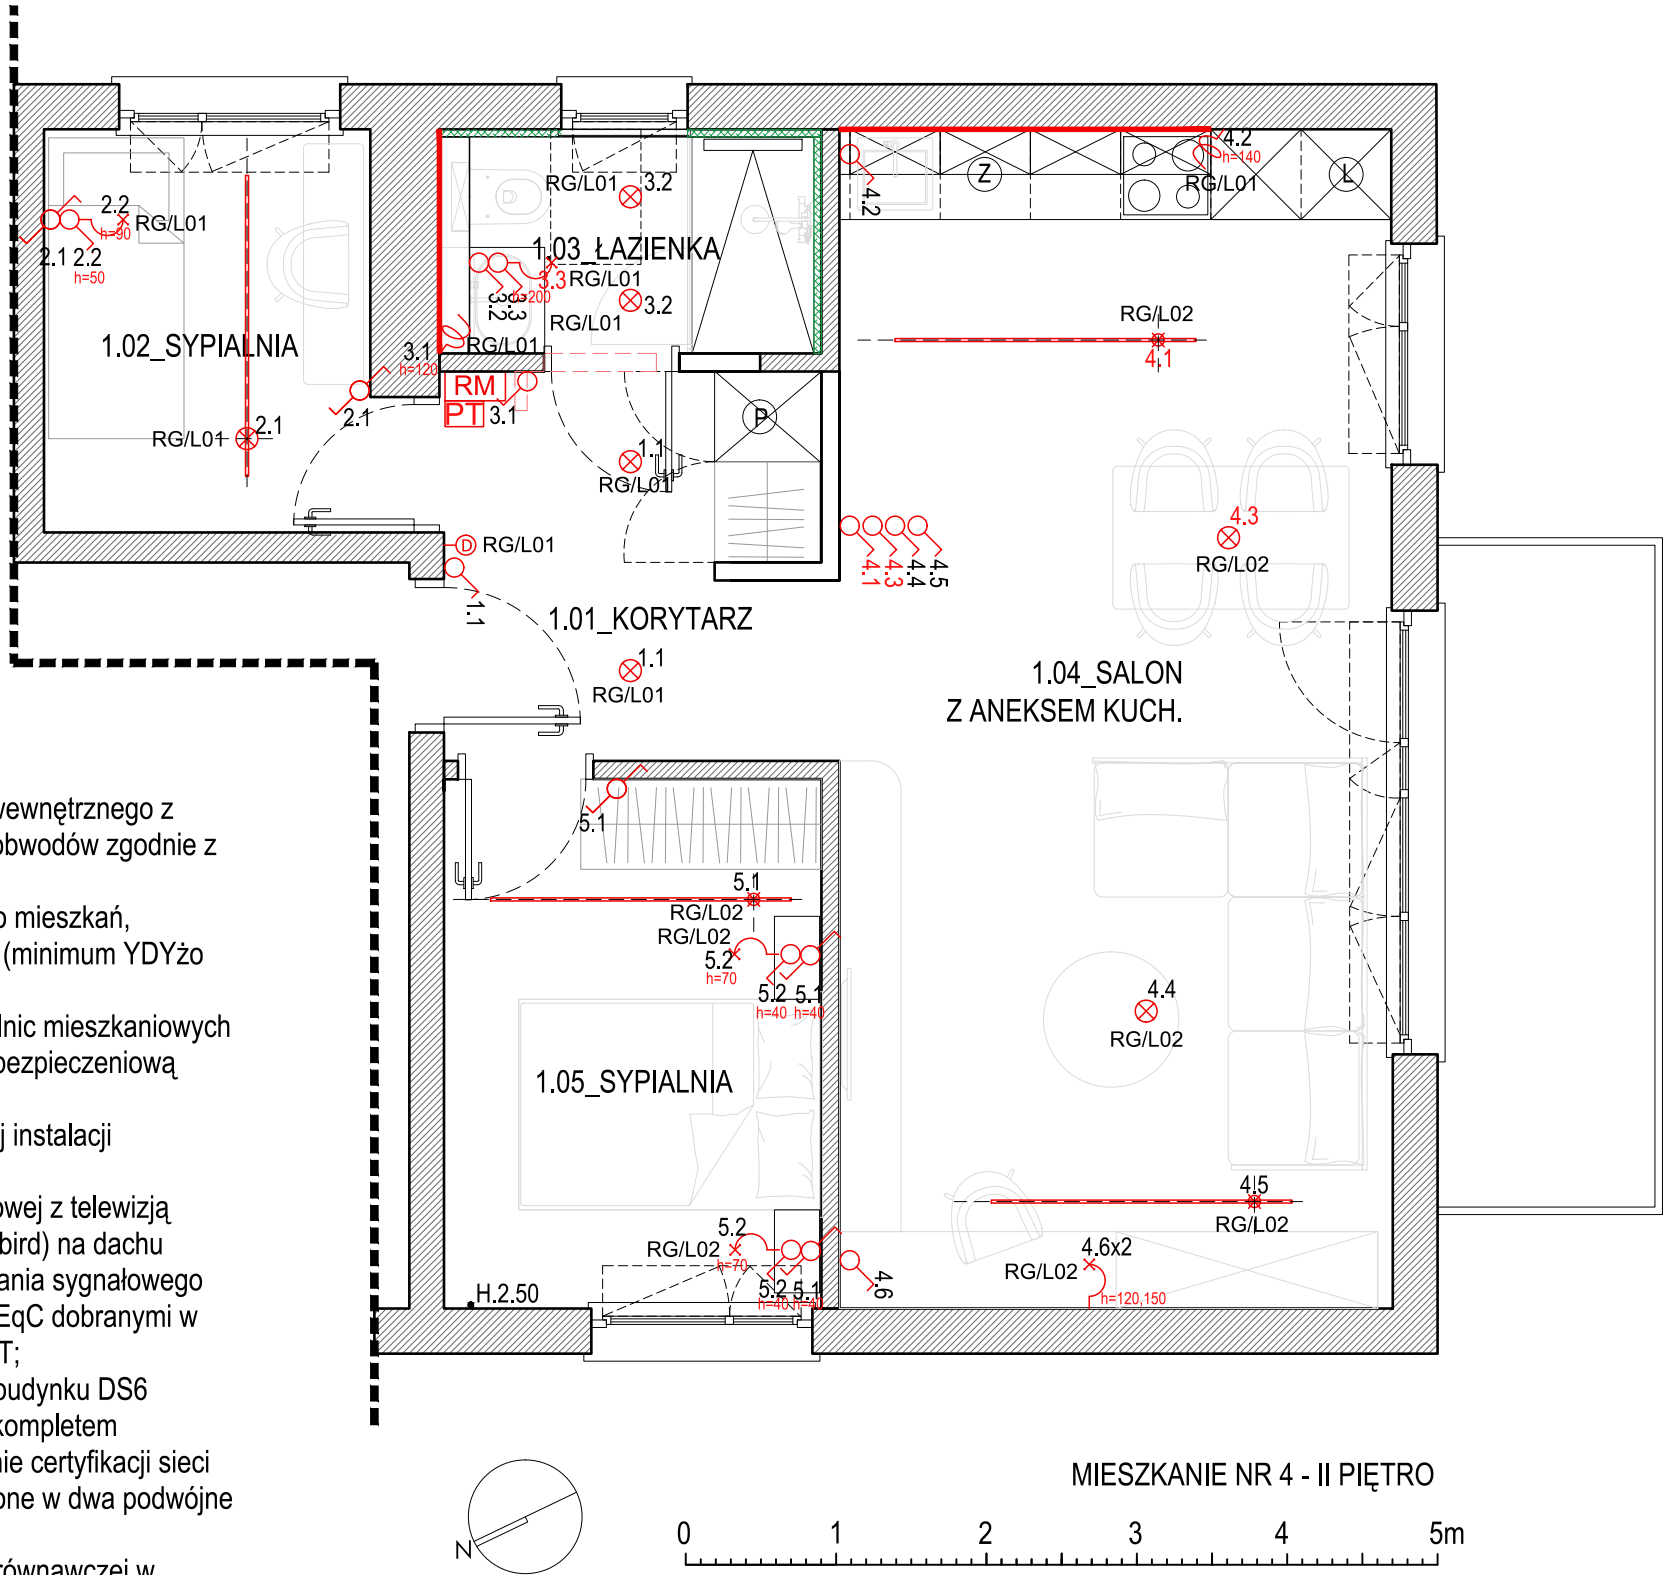 2.2
RG/L01
h=90
2.1 2.2
h=50
1.02_SYPIALNIA
2.1
RG/L01
2.1
RG/L01
3.2
1.03_ŁAZIENKA
RG/L01
3.3
h=200
3.2
3.3
3.2
RG/L01
RG/L01
3.1
h=120
RM
PT
3.1
P
1.1
RG/L01
D
RG/L01
1.1
1.01_KORYTARZ
1.1
RG/L01
4.2
Z
4.2
h=140
RG/L01
L
RG/L02
4.1
4.3
RG/L02
4.1
4.3
4.4
4.5
1.04_SALON
Z ANEKSEM KUCH.
5.1
5.1
RG/L02
RG/L02
5.2
h=70
5.2 5.1
h=40 h=40
1.05_SYPIALNIA
5.2
RG/L02
h=70
5.2 5.1
h=40 h=40
H.2.50
4.4
RG/L02
4.5
RG/L02
4.6x2
RG/L02
h=120,150
4.6
wewnętrznego z
obwodów zgodnie z
o mieszkań,
(minimum YDYżo
lnic mieszkaniowych
bezpieczeniową
j instalacji
owej z telewizją
bird) na dachu
ania sygnałowego
EqC dobranymi w
T;
budynku DS6
kompletem
nie certyfikacji sieci
one w dwa podwójne
równawczej w
N
MIESZKANIE NR 4 - II PIĘTRO
0 1 2 3 4 5m